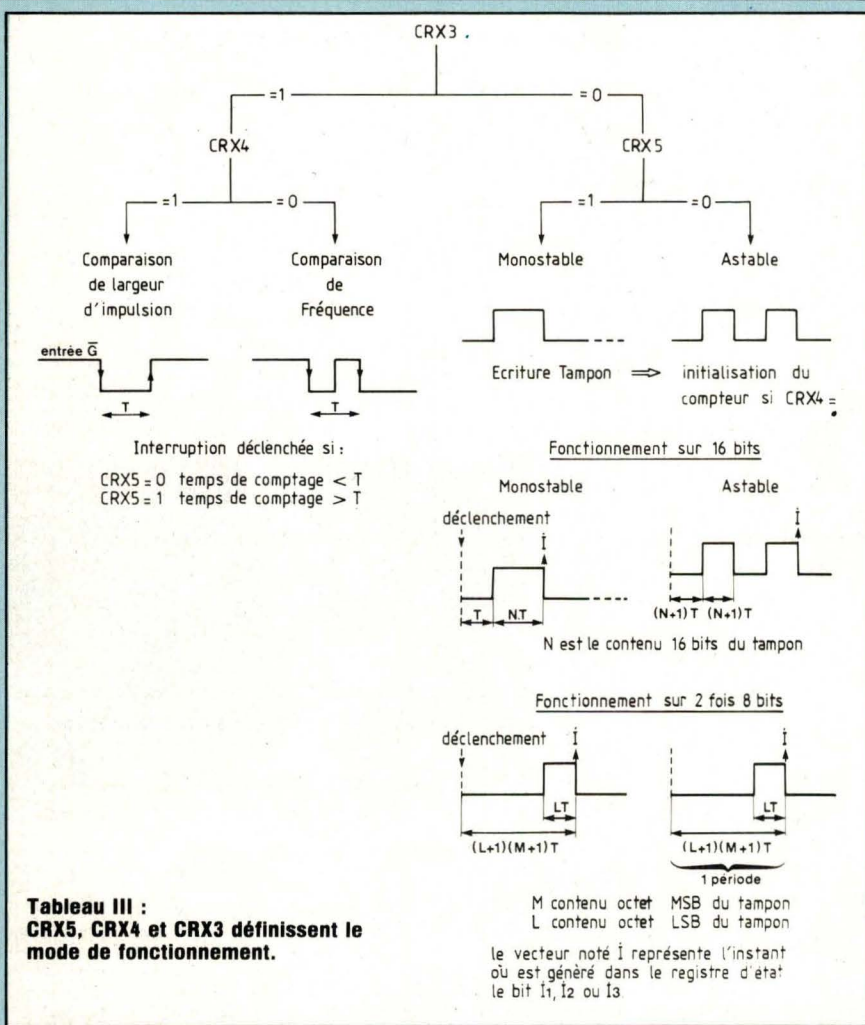 CRX3
=1
=0
CRX4
CRX5
=1
=0
=1
=0
Comparaison
de largeur
d'impulsion
Comparaison
de
Fréquence
Monostable
Astable
entrée G̅
T
T
Ecriture Tampon ⟹ initialisation du
compteur si CRX4 =
Interruption déclenchée si :
CRX5 = 0 temps de comptage < T
CRX5 = 1 temps de comptage > T
Fonctionnement sur 16 bits
Monostable
Astable
déclenchement
i
i
T
N.T
(N+1)T
(N+1)T
N est le contenu 16 bits du tampon
Fonctionnement sur 2 fois 8 bits
déclenchement
i
i
LT
LT
(L+1)(M+1)T
(L+1)(M+1)T
1 période
M contenu octet MSB du tampon
L contenu octet LSB du tampon
le vecteur noté i représente l'instant
où est génèré dans le registre d'état
le bit i1, i2 ou i3
Tableau III :
CRX5, CRX4 et CRX3 définissent le
mode de fonctionnement.